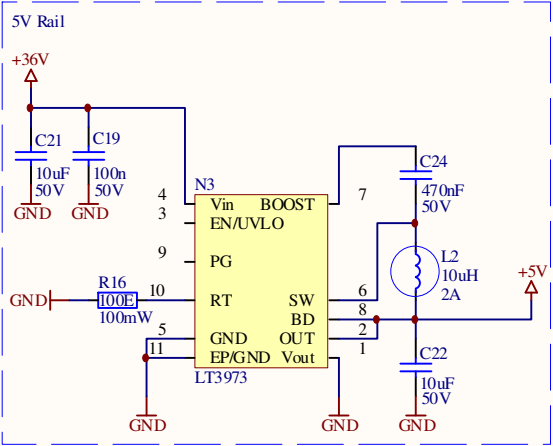 5V Rail
+36V
C21
10uF
50V
GND
C19
100n
50V
GND
N3
4 Vin BOOST 7
3 EN/UVLO
9 PG
10 RT SW 6
BD 8
5 GND OUT 2
11 EP/GND Vout 1
LT3973
GND
R16
100E
100mW
GND
C24
470nF
50V
L2
10uH
2A
+5V
C22
10uF
50V
GND
GND